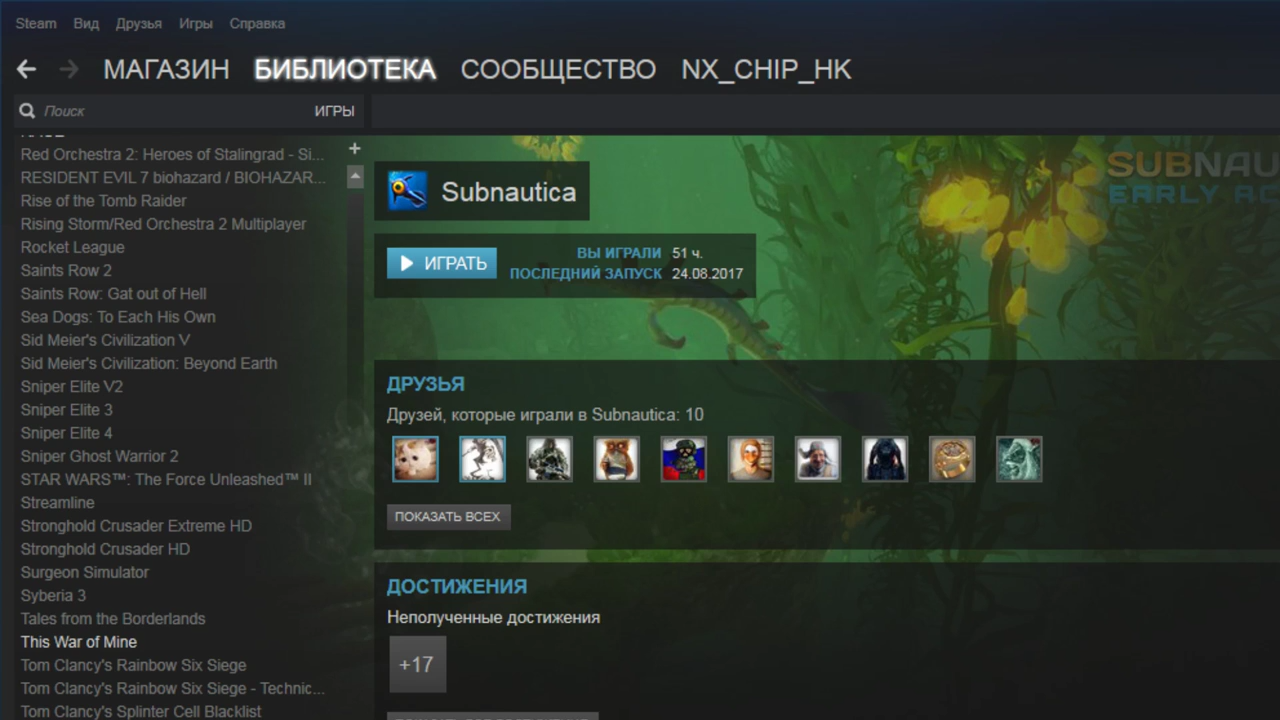 Steam Вид Друзья Игры Справка
МАГАЗИН БИБЛИОТЕКА СООБЩЕСТВО NX_CHIP_HK
Поиск ИГРЫ
Red Orchestra 2: Heroes of Stalingrad - Si...
RESIDENT EVIL 7 biohazard / BIOHAZAR...
Rise of the Tomb Raider
Rising Storm/Red Orchestra 2 Multiplayer
Rocket League
Saints Row 2
Saints Row: Gat out of Hell
Sea Dogs: To Each His Own
Sid Meier's Civilization V
Sid Meier's Civilization: Beyond Earth
Sniper Elite V2
Sniper Elite 3
Sniper Elite 4
Sniper Ghost Warrior 2
STAR WARS™: The Force Unleashed™ II
Streamline
Stronghold Crusader Extreme HD
Stronghold Crusader HD
Surgeon Simulator
Syberia 3
Tales from the Borderlands
This War of Mine
Tom Clancy's Rainbow Six Siege
Tom Clancy's Rainbow Six Siege - Technic...
Tom Clancy's Splinter Cell Blacklist
SUBNAU
EARLY AC
Subnautica
ИГРАТЬ
ВЫ ИГРАЛИ 51 ч.
ПОСЛЕДНИЙ ЗАПУСК 24.08.2017
ДРУЗЬЯ
Друзей, которые играли в Subnautica: 10
ПОКАЗАТЬ ВСЕХ
ДОСТИЖЕНИЯ
Неполученные достижения
+17